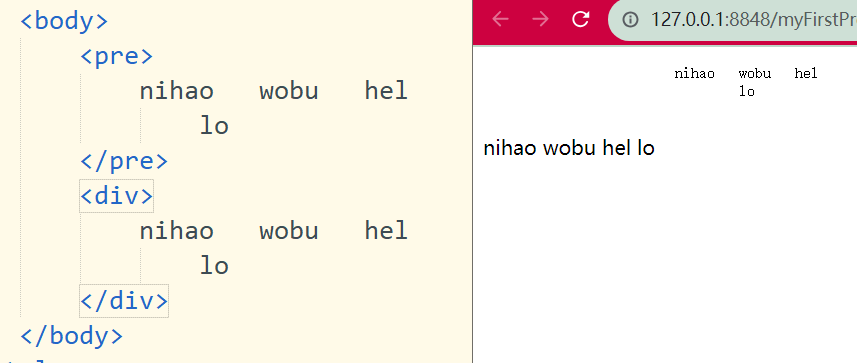 <body>
<pre>
nihao   wobu   hel
lo
</pre>
<div>
nihao   wobu   hel
lo
</div>
</body>
127.0.0.1:8848/myFirstPr
nihao   wobu   hel
lo
nihao wobu hel lo